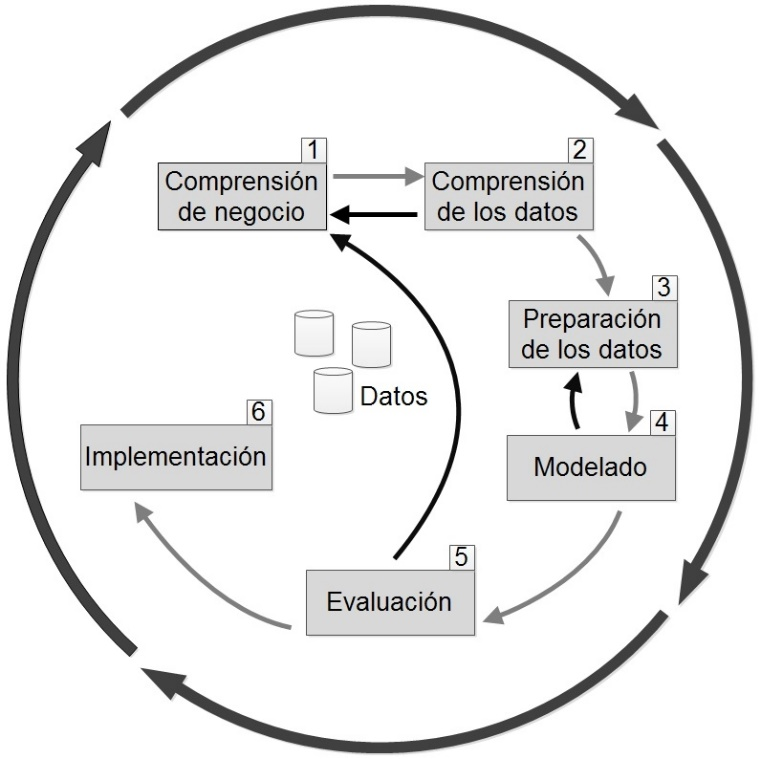 1
Comprensión
de negocio
2
Comprensión
de los datos
3
Preparación
de los datos
Datos
4
Modelado
5
Evaluación
6
Implementación